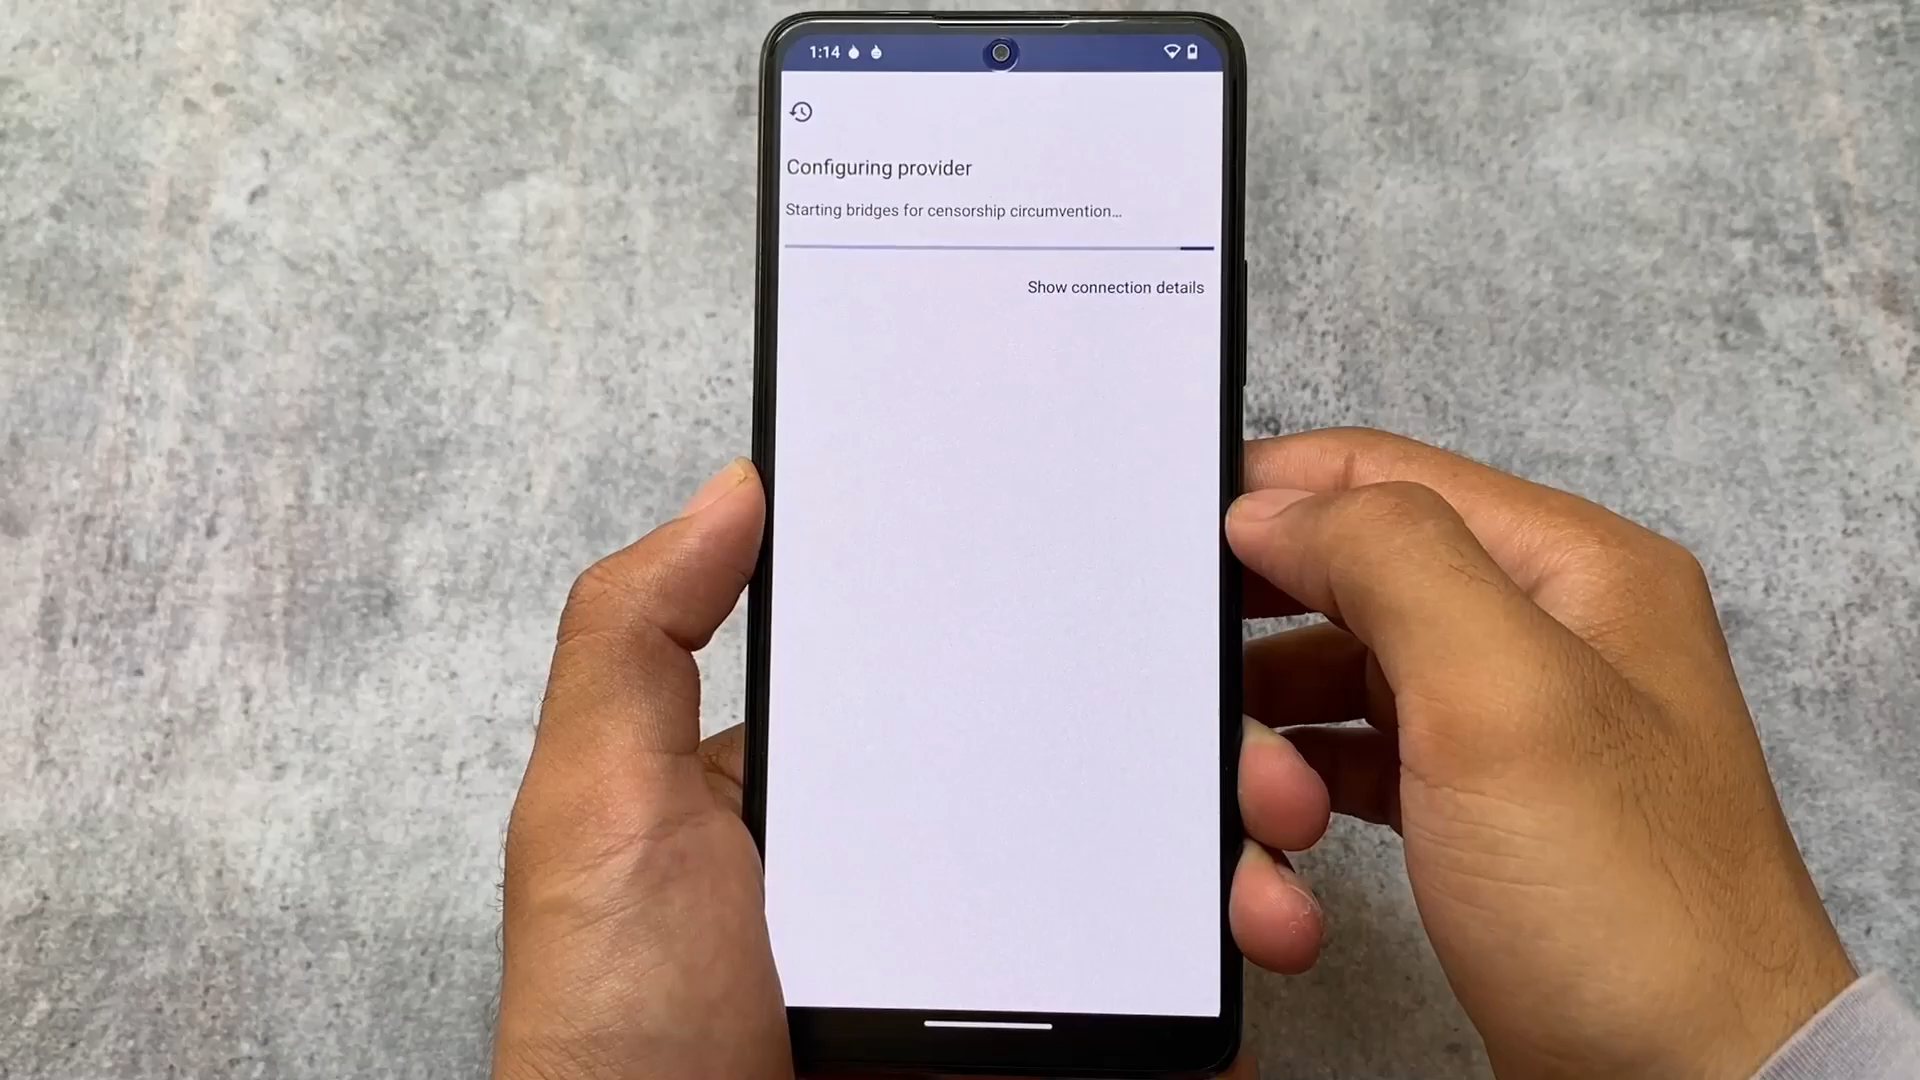 1:14
Configuring provider
Starting bridges for censorship circumvention...
Show connection details